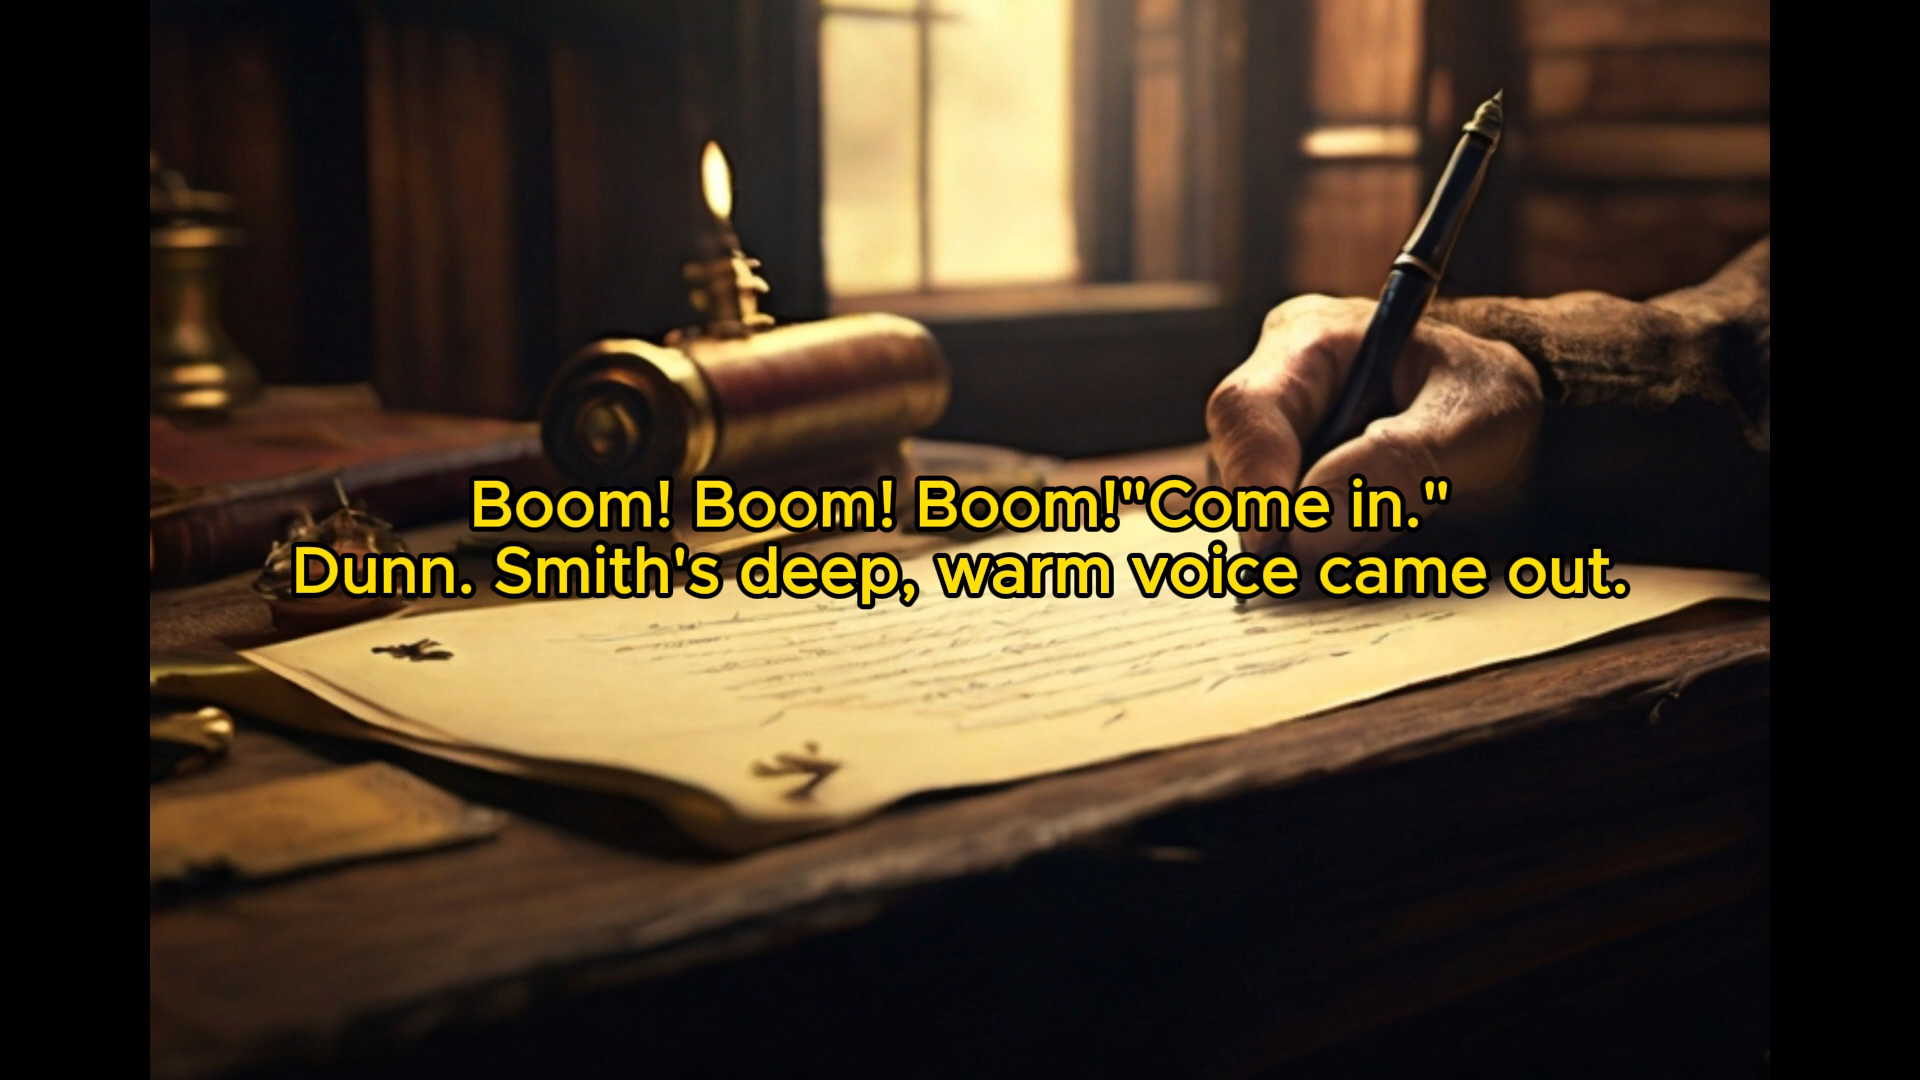 Boom! Boom! Boom!"Come in."
Dunn. Smith's deep, warm voice came out.